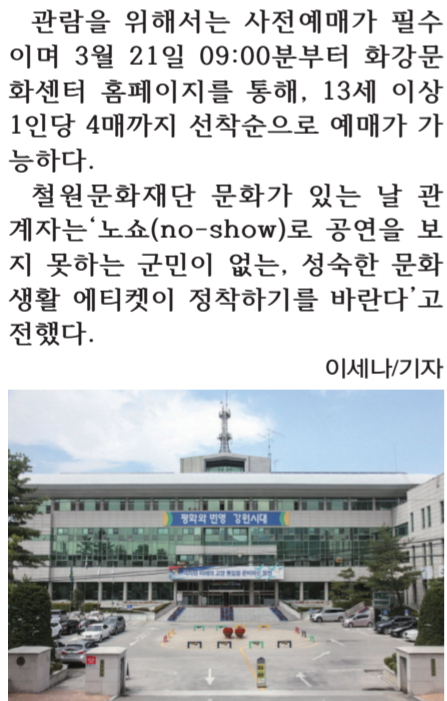 관람을 위해서는 사전예매가 필수
이며 3월 21일 09:00분부터 화강문
화센터 홈페이지를 통해, 13세 이상
1인당 4매까지 선착순으로 예매가 가
능하다.
철원문화재단 문화가 있는 날 관
계자는‘노쇼(no-show)로 공연을 보
지 못하는 군민이 없는, 성숙한 문화
생활 에티켓이 정착하기를 바란다’고
전했다.
이세나/기자
평화와 번영 강원시대